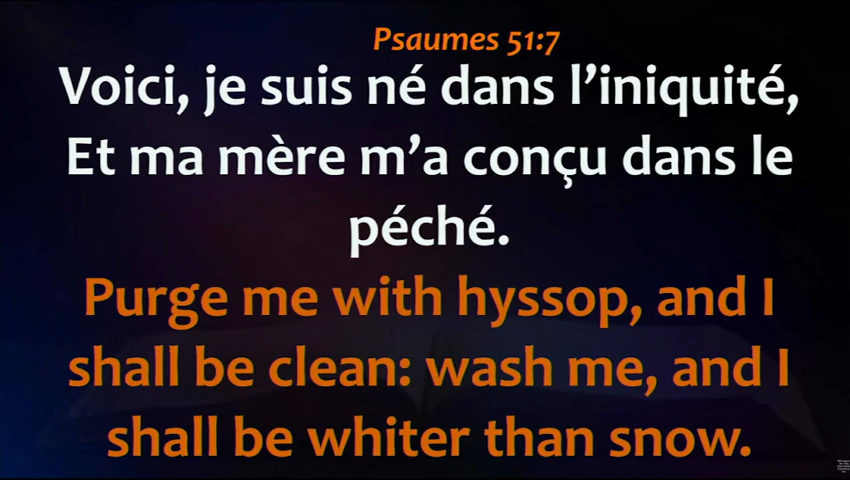 Psaumes 51:7
Voici, je suis né dans l’iniquité,
Et ma mère m’a conçu dans le
péché.
Purge me with hyssop, and I
shall be clean: wash me, and I
shall be whiter than snow.